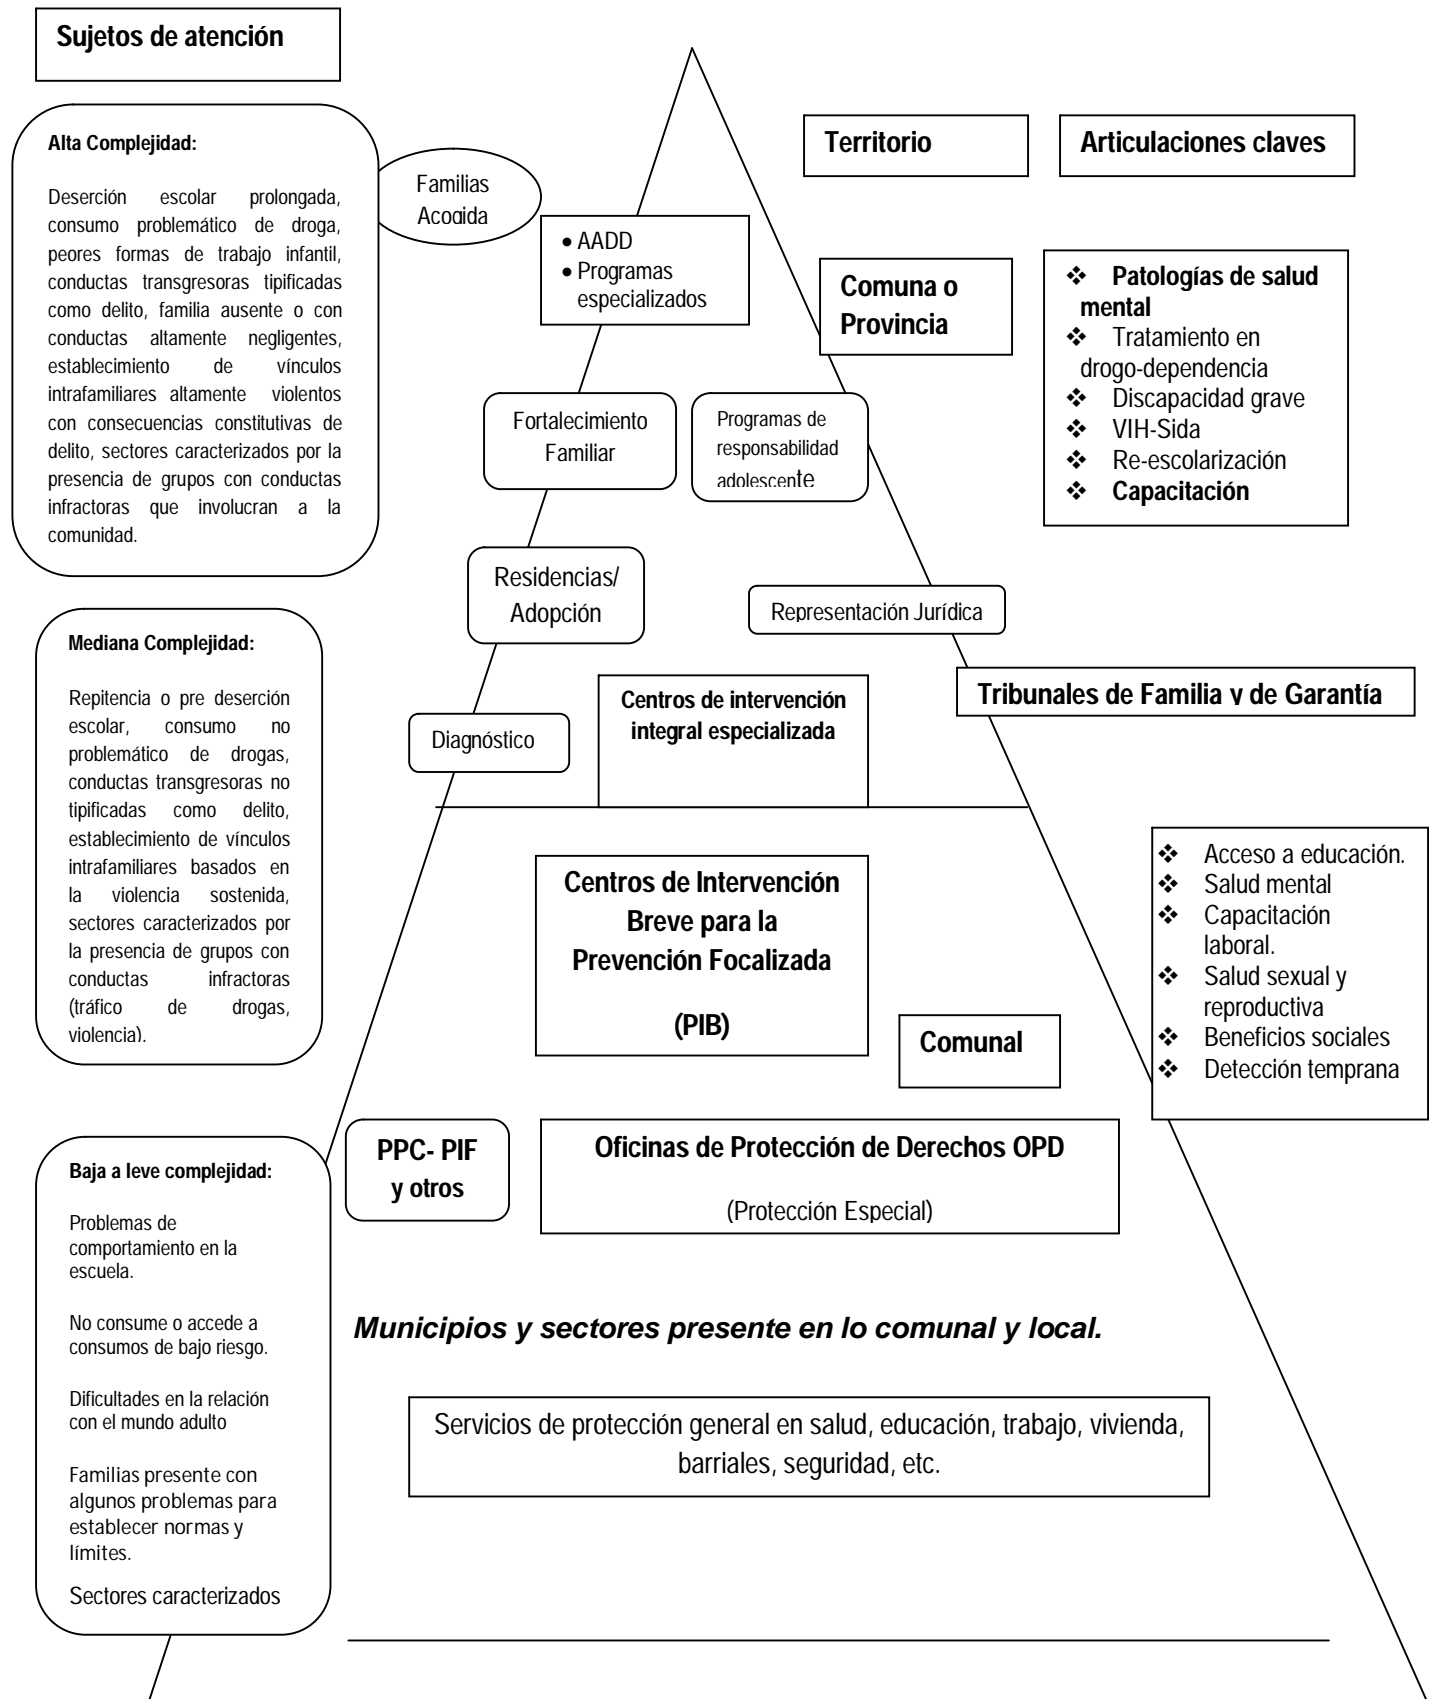 Sujetos de atención
Alta Complejidad:
Deserción escolar prolongada,
consumo problemático de droga,
peores formas de trabajo infantil,
conductas transgresoras tipificadas
como delito, familia ausente o con
conductas altamente negligentes,
establecimiento de vínculos
intrafamiliares altamente violentos
con consecuencias constitutivas de
delito, sectores caracterizados por la
presencia de grupos con conductas
infractoras que involucran a la
comunidad.
Familias
Acogida
• AADD
• Programas
especializados
Territorio
Articulaciones claves
Comuna o
Provincia
❖ Patologías de salud
mental
❖ Tratamiento en
drogo-dependencia
❖ Discapacidad grave
❖ VIH-Sida
❖ Re-escolarización
❖ Capacitación
Fortalecimiento
Familiar
Programas de
responsabilidad
adolescente
Residencias/
Adopción
Representación Jurídica
Mediana Complejidad:
Repitencia o pre deserción
escolar, consumo no
problemático de drogas,
conductas transgresoras no
tipificadas como delito,
establecimiento de vínculos
intrafamiliares basados en
la violencia sostenida,
sectores caracterizados por
la presencia de grupos con
conductas infractoras
(tráfico de drogas,
violencia).
Diagnóstico
Centros de intervención
integral especializada
Tribunales de Familia y de Garantía
Centros de Intervención
Breve para la
Prevención Focalizada
(PIB)
Comunal
❖ Acceso a educación.
❖ Salud mental
❖ Capacitación
laboral.
❖ Salud sexual y
reproductiva
❖ Beneficios sociales
❖ Detección temprana
Baja a leve complejidad:
Problemas de
comportamiento en la
escuela.
No consume o accede a
consumos de bajo riesgo.
Dificultades en la relación
con el mundo adulto
Familias presente con
algunos problemas para
establecer normas y
límites.
Sectores caracterizados
PPC- PIF
y otros
Oficinas de Protección de Derechos OPD
(Protección Especial)
Municipios y sectores presente en lo comunal y local.
Servicios de protección general en salud, educación, trabajo, vivienda,
barriales, seguridad, etc.